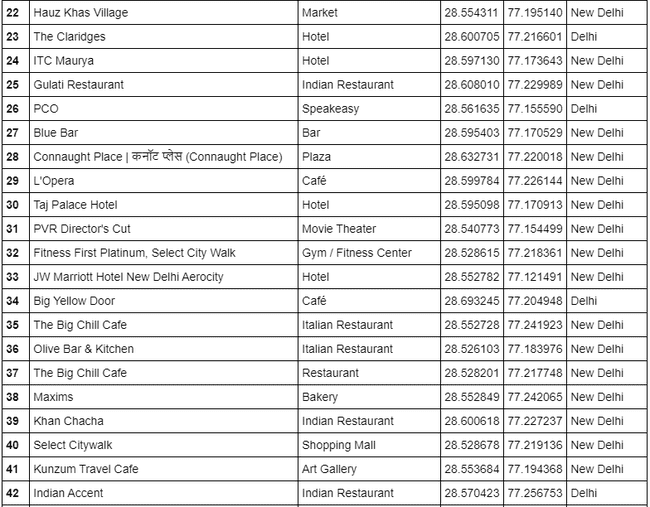 22 Hauz Khas Village Market 28.554311 77.195140 New Delhi
23 The Claridges Hotel 28.600705 77.216601 Delhi
24 ITC Maurya Hotel 28.597130 77.173643 New Delhi
25 Gulati Restaurant Indian Restaurant 28.608010 77.229989 New Delhi
26 PCO Speakeasy 28.561635 77.155590 Delhi
27 Blue Bar Bar 28.595403 77.170529 New Delhi
28 Connaught Place | कनॉट प्लेस (Connaught Place) Plaza 28.632731 77.220018 New Delhi
29 L'Opera Café 28.599784 77.226144 New Delhi
30 Taj Palace Hotel Hotel 28.595098 77.170913 New Delhi
31 PVR Director's Cut Movie Theater 28.540773 77.154499 New Delhi
32 Fitness First Platinum, Select City Walk Gym / Fitness Center 28.528615 77.218361 New Delhi
33 JW Marriott Hotel New Delhi Aerocity Hotel 28.552782 77.121491 New Delhi
34 Big Yellow Door Café 28.693245 77.204948 Delhi
35 The Big Chill Cafe Italian Restaurant 28.552728 77.241923 New Delhi
36 Olive Bar & Kitchen Italian Restaurant 28.526103 77.183976 New Delhi
37 The Big Chill Cafe Restaurant 28.528201 77.217748 New Delhi
38 Maxims Bakery 28.552849 77.242065 New Delhi
39 Khan Chacha Indian Restaurant 28.600618 77.227237 New Delhi
40 Select Citywalk Shopping Mall 28.528678 77.219136 New Delhi
41 Kunzum Travel Cafe Art Gallery 28.553684 77.194368 New Delhi
42 Indian Accent Indian Restaurant 28.570423 77.256753 Delhi